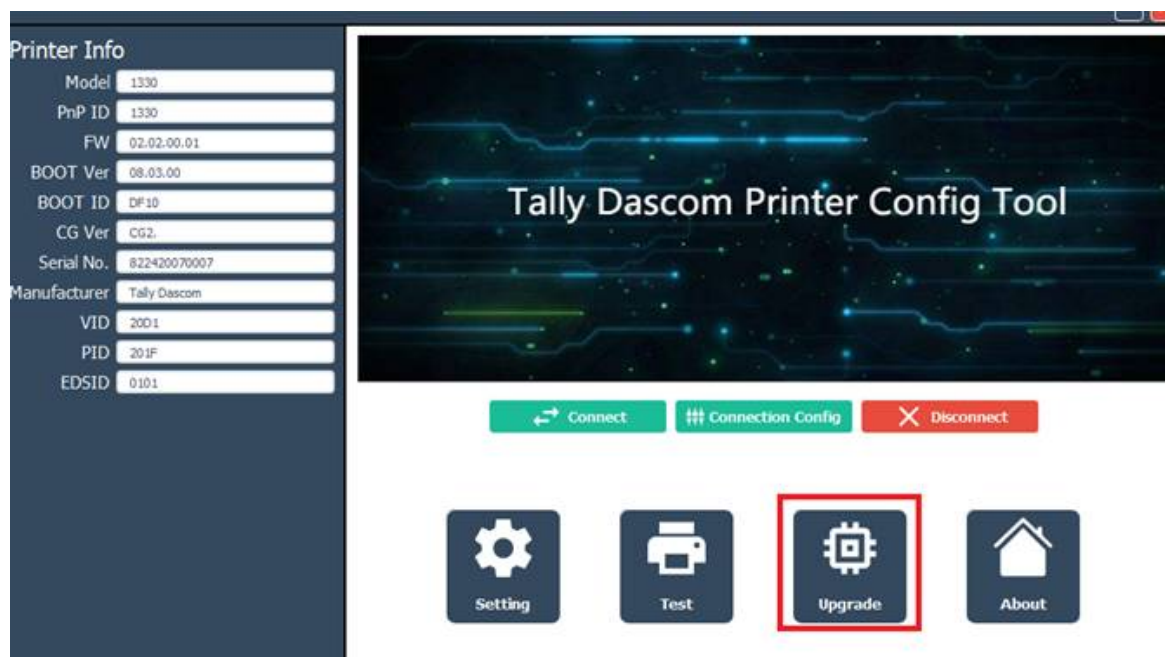 Printer Info
Model 1330
PnP ID 1330
FW 02.02.00.01
BOOT Ver 08.03.00
BOOT ID DF10
CG Ver CG2.
Serial No. 822420070007
Manufacturer Tally Dascom
VID 20D1
PID 201F
EDSID 0101
Tally Dascom Printer Config Tool
Connect Connection Config Disconnect
Setting Test Upgrade About